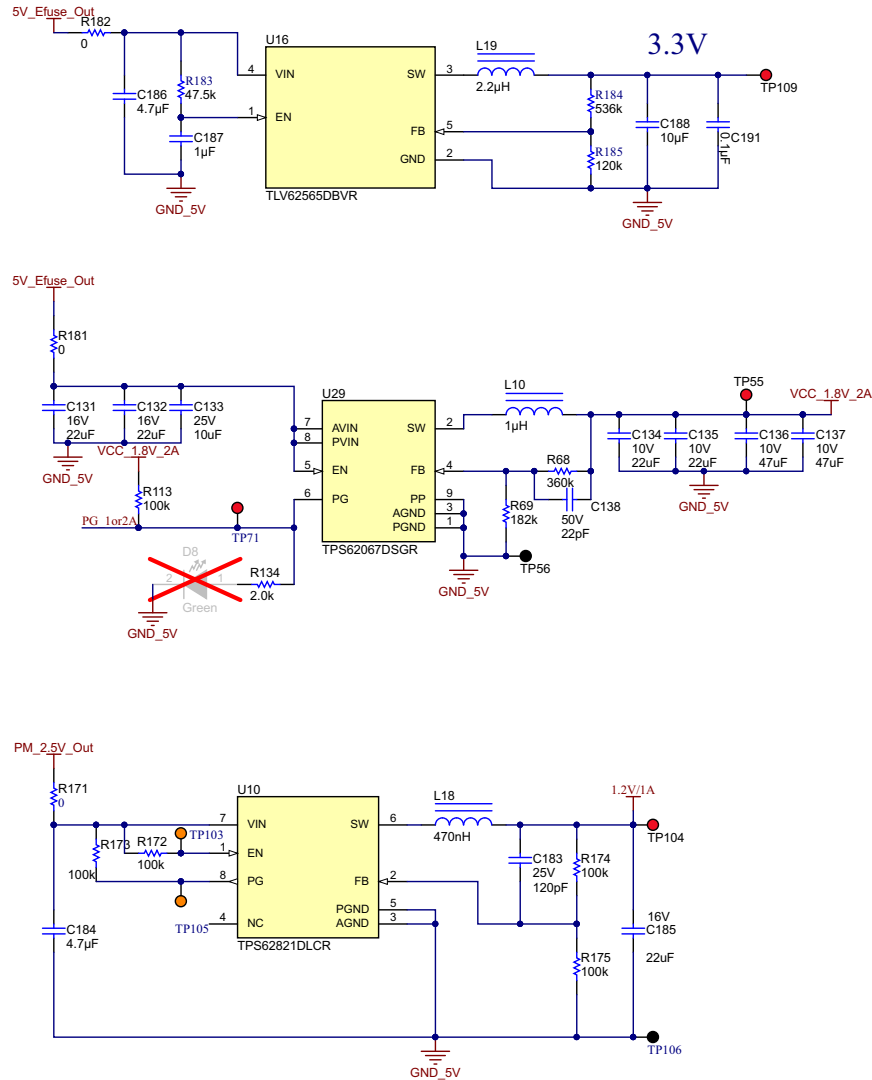 5V_Efuse_Out
R182
0
C186
4.7µF
R183
47.5k
C187
1µF
GND_5V
U16
4
VIN
1
EN
SW
3
FB
5
GND
2
TLV62565DBVR
L19
2.2µH
3.3V
R184
536k
R185
120k
C188
10µF
C191
0.1µF
TP109
GND_5V
5V_Efuse_Out
R181
0
C131
16V
22uF
C132
16V
22uF
C133
25V
10uF
GND_5V
VCC_1.8V_2A
R113
100k
PG_1or2A
TP71
D8
2
1
Green
R134
2.0k
GND_5V
U29
7
AVIN
8
PVIN
5
EN
6
PG
SW
2
FB
4
PP
9
AGND
3
PGND
1
TPS62067DSGR
L10
1µH
R68
360k
R69
182k
C138
50V
22pF
TP56
GND_5V
TP55
VCC_1.8V_2A
C134
10V
22uF
C135
10V
22uF
C136
10V
47uF
C137
10V
47uF
GND_5V
PM_2.5V_Out
R171
0
R173
100k
R172
100k
TP103
TP105
C184
4.7µF
U10
7
VIN
1
EN
8
PG
4
NC
SW
6
FB
2
PGND
5
AGND
3
TPS62821DLCR
L18
470nH
C183
25V
120pF
R174
100k
R175
100k
1.2V/1A
TP104
16V
C185
22uF
TP106
GND_5V